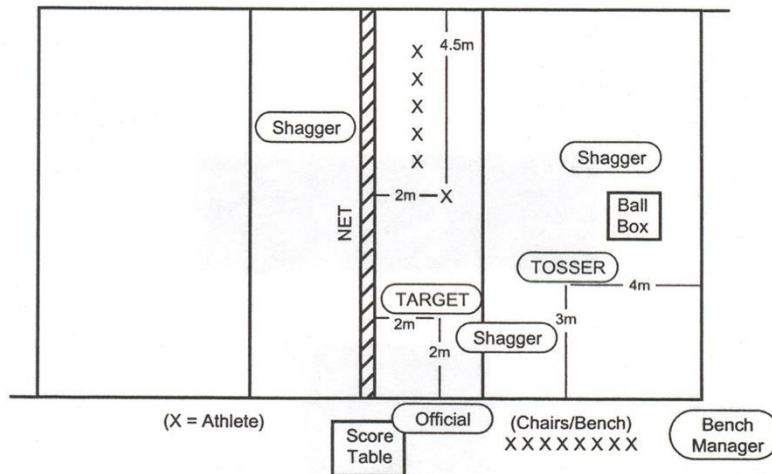 4.5m
X
X
X
X
X
Shagger
Shagger
2m
X
Ball
Box
NET
TOSSER
4m
TARGET
2m
3m
Shagger
2m
(X = Athlete)
Official
(Chairs/Bench)
X X X X X X X X
Bench
Manager
Score
Table